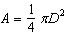 A = 1/4 πD²